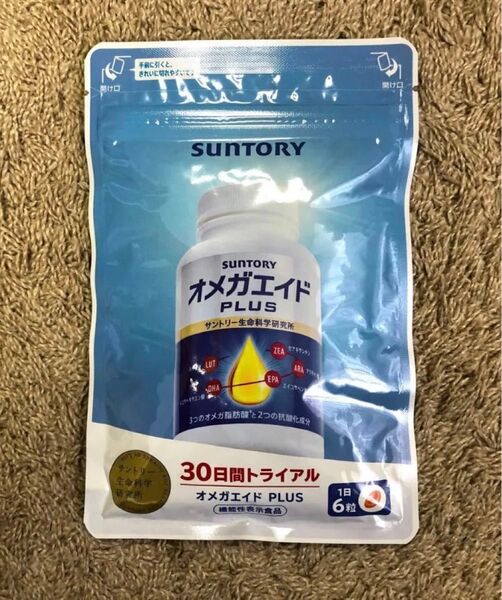 手前に引くと、
きれいに切れやすいです。
開け口
開け口
SUNTORY
SUNTORY
オメガエイド
PLUS
サントリー生命科学研究所
LUT
ZEA
ARA
DHA
EPA
3つのオメガ脂肪酸と2つの抗酸化成分
サントリー
生命科学
研究所
30日間トライアル
オメガエイド PLUS
機能性表示食品
1日
6粒